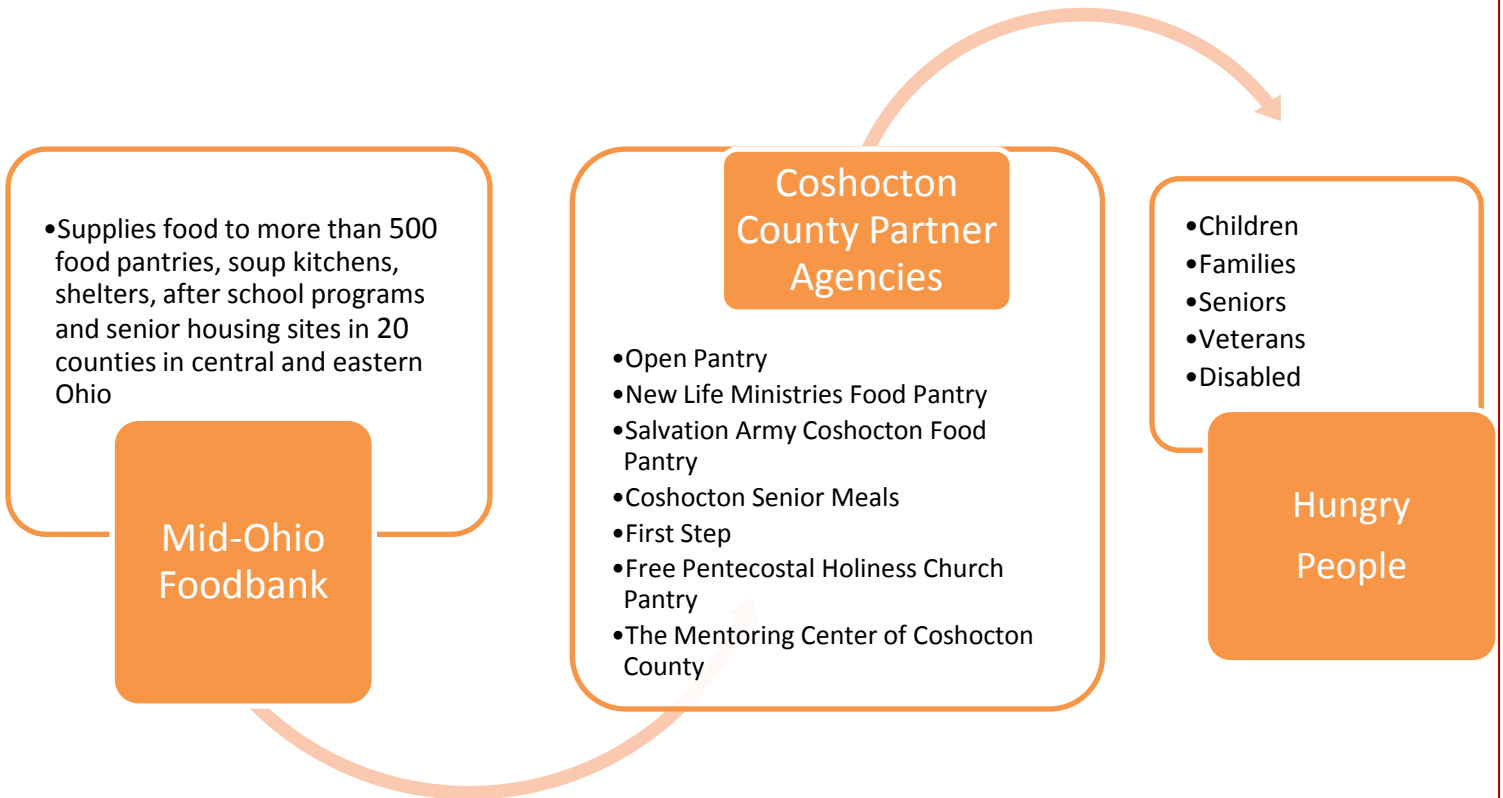 •Supplies food to more than 500
food pantries, soup kitchens,
shelters, after school programs
and senior housing sites in 20
counties in central and eastern
Ohio
Mid-Ohio
Foodbank
Coshocton
County Partner
Agencies
•Open Pantry
•New Life Ministries Food Pantry
•Salvation Army Coshocton Food
Pantry
•Coshocton Senior Meals
•First Step
•Free Pentecostal Holiness Church
Pantry
•The Mentoring Center of Coshocton
County
•Children
•Families
•Seniors
•Veterans
•Disabled
Hungry
People